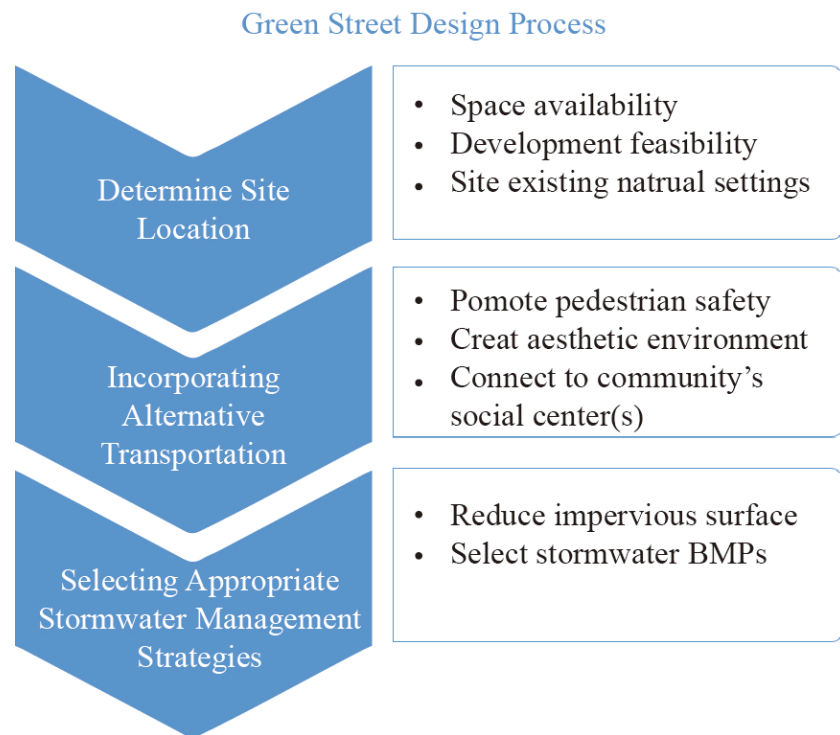 Green Street Design Process
Determine Site
Location
• Space availability
• Development feasibility
• Site existing natrual settings
Incorporating
Alternative
Transportation
• Pomote pedestrian safety
• Creat aesthetic environment
• Connect to community’s
social center(s)
Selecting Appropriate
Stormwater Management
Strategies
• Reduce impervious surface
• Select stormwater BMPs